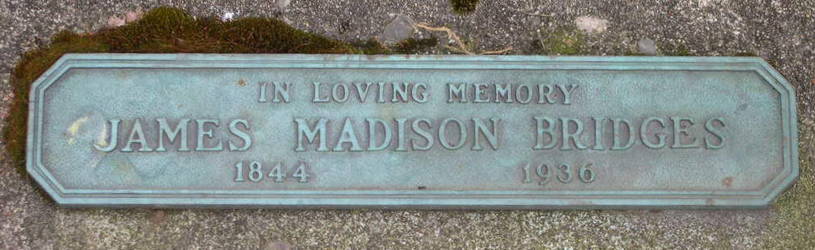 IN LOVING MEMORY
JAMES MADISON BRIDGES
1844 1936